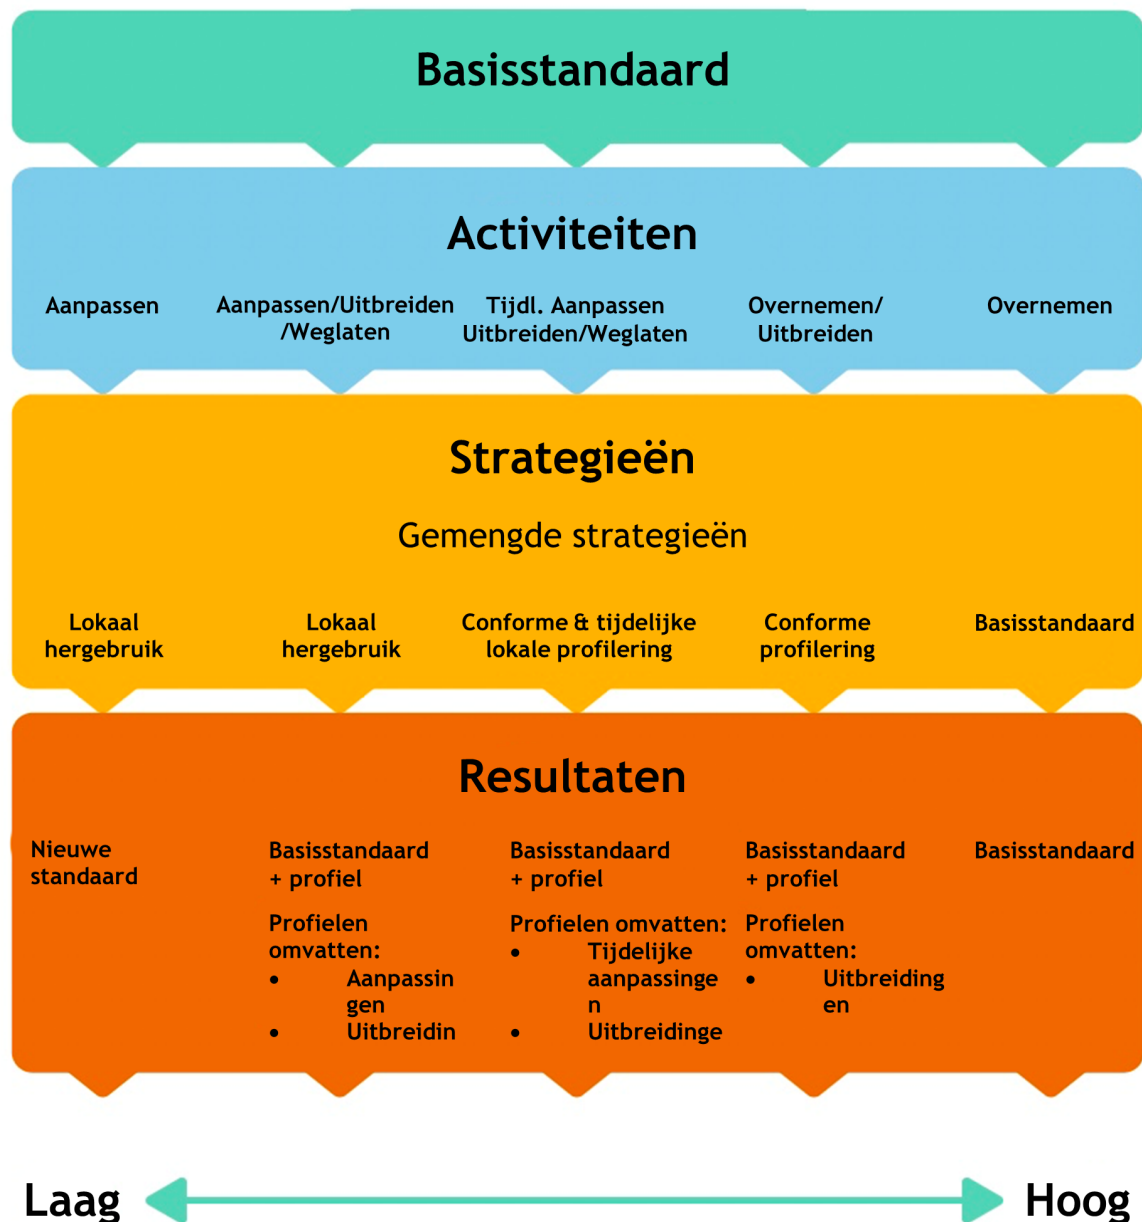 Basisstandaard
Activiteiten
Aanpassen
Aanpassen/Uitbreiden
/Weglaten
Tijdl. Aanpassen
Uitbreiden/Weglaten
Overnemen/
Uitbreiden
Overnemen
Strategieën
Gemengde strategieën
Lokaal
hergebruik
Lokaal
hergebruik
Conforme & tijdelijke
lokale profilering
Conforme
profilering
Basisstandaard
Resultaten
Nieuwe
standaard
Basisstandaard
+ profiel
Profielen
omvatten:
• Aanpassin
gen
• Uitbreidin
Basisstandaard
+ profiel
Profielen omvatten:
• Tijdelijke
aanpassinge
n
• Uitbreidinge
Basisstandaard
+ profiel
Profielen
omvatten:
• Uitbreiding
en
Basisstandaard
Laag
Hoog